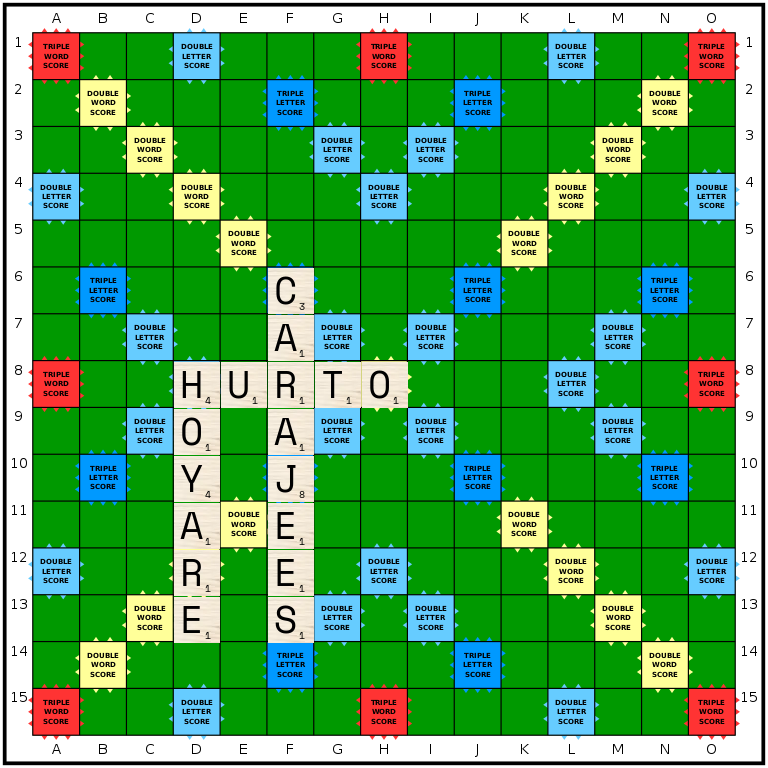 A B C D E F G H I J K L M N O
TRIPLE DOUBLE TRIPLE DOUBLE TRIPLE
1 WORD LETTER WORD LETTER WORD 1
SCORE SCORE SCORE SCORE SCORE
DOUBLE TRIPLE TRIPLE DOUBLE
2 WORD LETTER LETTER WORD 2
SCORE SCORE SCORE SCORE
DOUBLE DOUBLE DOUBLE DOUBLE
3 WORD LETTER LETTER WORD 3
SCORE SCORE SCORE SCORE
DOUBLE DOUBLE DOUBLE DOUBLE DOUBLE
4 LETTER WORD LETTER WORD LETTER 4
SCORE SCORE SCORE SCORE SCORE
DOUBLE DOUBLE
5 WORD WORD 5
SCORE SCORE
TRIPLE TRIPLE TRIPLE
6 LETTER C3 LETTER LETTER 6
SCORE SCORE SCORE
DOUBLE DOUBLE DOUBLE DOUBLE
7 LETTER A1 LETTER LETTER LETTER 7
SCORE SCORE SCORE SCORE
TRIPLE DOUBLE TRIPLE
8 WORD H4 U1 R1 T1 O1 LETTER WORD 8
SCORE SCORE SCORE
DOUBLE DOUBLE DOUBLE DOUBLE
9 LETTER O1 A1 LETTER LETTER LETTER 9
SCORE SCORE SCORE SCORE
TRIPLE TRIPLE TRIPLE
10 LETTER Y4 J8 LETTER LETTER 10
SCORE SCORE SCORE
DOUBLE DOUBLE
11 A1 WORD E1 WORD 11
SCORE SCORE
DOUBLE DOUBLE DOUBLE DOUBLE
12 LETTER R1 E1 LETTER WORD LETTER 12
SCORE SCORE SCORE SCORE
DOUBLE DOUBLE DOUBLE DOUBLE
13 WORD E1 S1 LETTER LETTER WORD 13
SCORE SCORE SCORE SCORE
DOUBLE TRIPLE TRIPLE DOUBLE
14 WORD LETTER LETTER WORD 14
SCORE SCORE SCORE SCORE
TRIPLE DOUBLE TRIPLE DOUBLE TRIPLE
15 WORD LETTER WORD LETTER WORD 15
SCORE SCORE SCORE SCORE SCORE
A B C D E F G H I J K L M N O